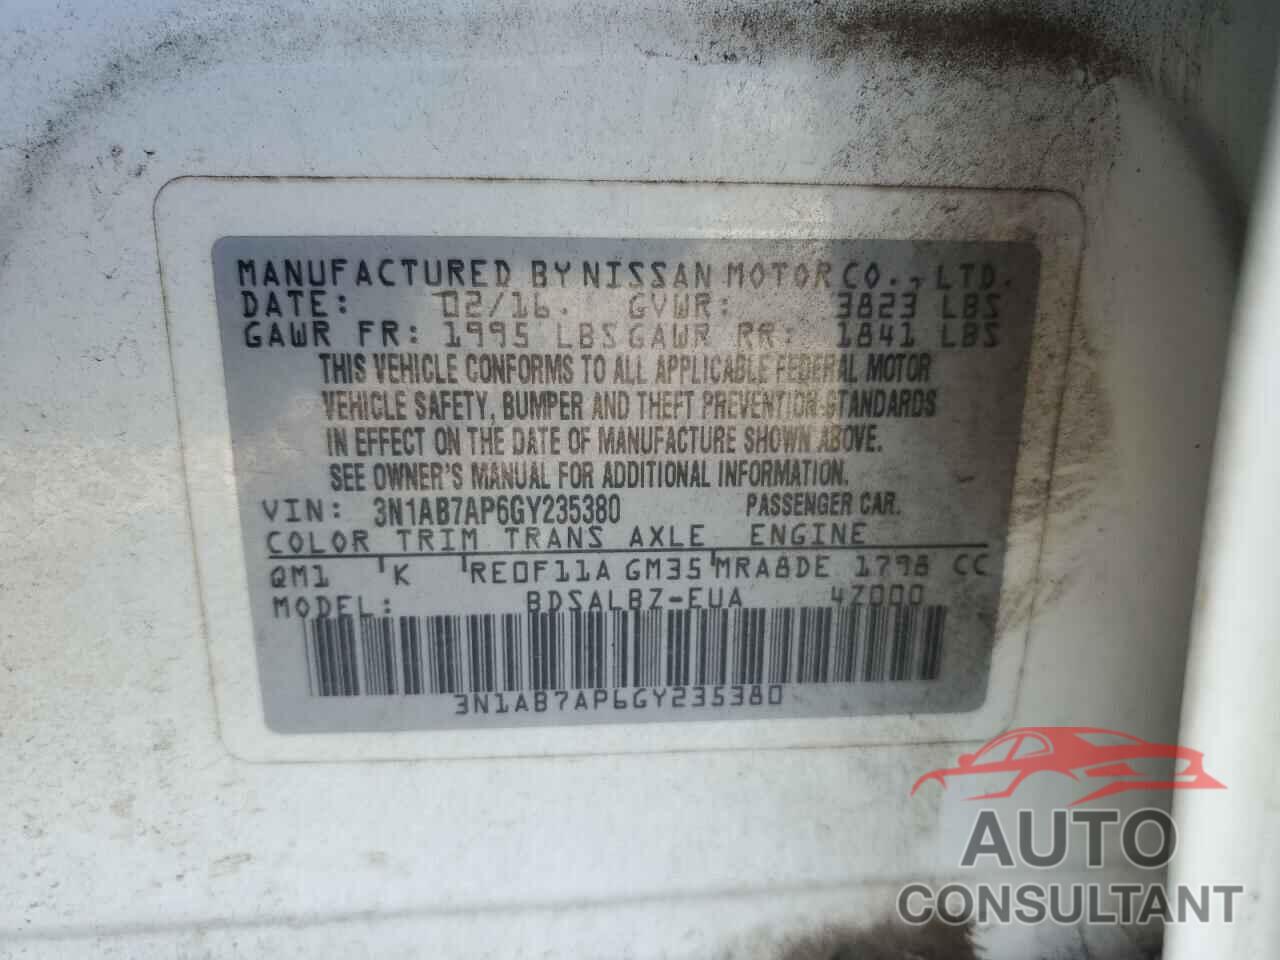 MANUFACTURED BY NISSAN MOTOR CO., LTD.
DATE: 02/16. GVWR: 3823 LBS
GAWR FR: 1995 LBS GAWR RR: 1841 LBS
THIS VEHICLE CONFORMS TO ALL APPLICABLE FEDERAL MOTOR
VEHICLE SAFETY, BUMPER AND THEFT PREVENTION STANDARDS
IN EFFECT ON THE DATE OF MANUFACTURE SHOWN ABOVE.
SEE OWNER'S MANUAL FOR ADDITIONAL INFORMATION.
VIN: 3N1AB7AP6GY235380 PASSENGER CAR.
COLOR TRIM TRANS AXLE ENGINE
QM1 K RE0F11A GM35 MRA8DE 1798 CC
MODEL: BDSALBZ-EUA 4Z000
3N1AB7AP6GY235380
AUTO
CONSULTANT